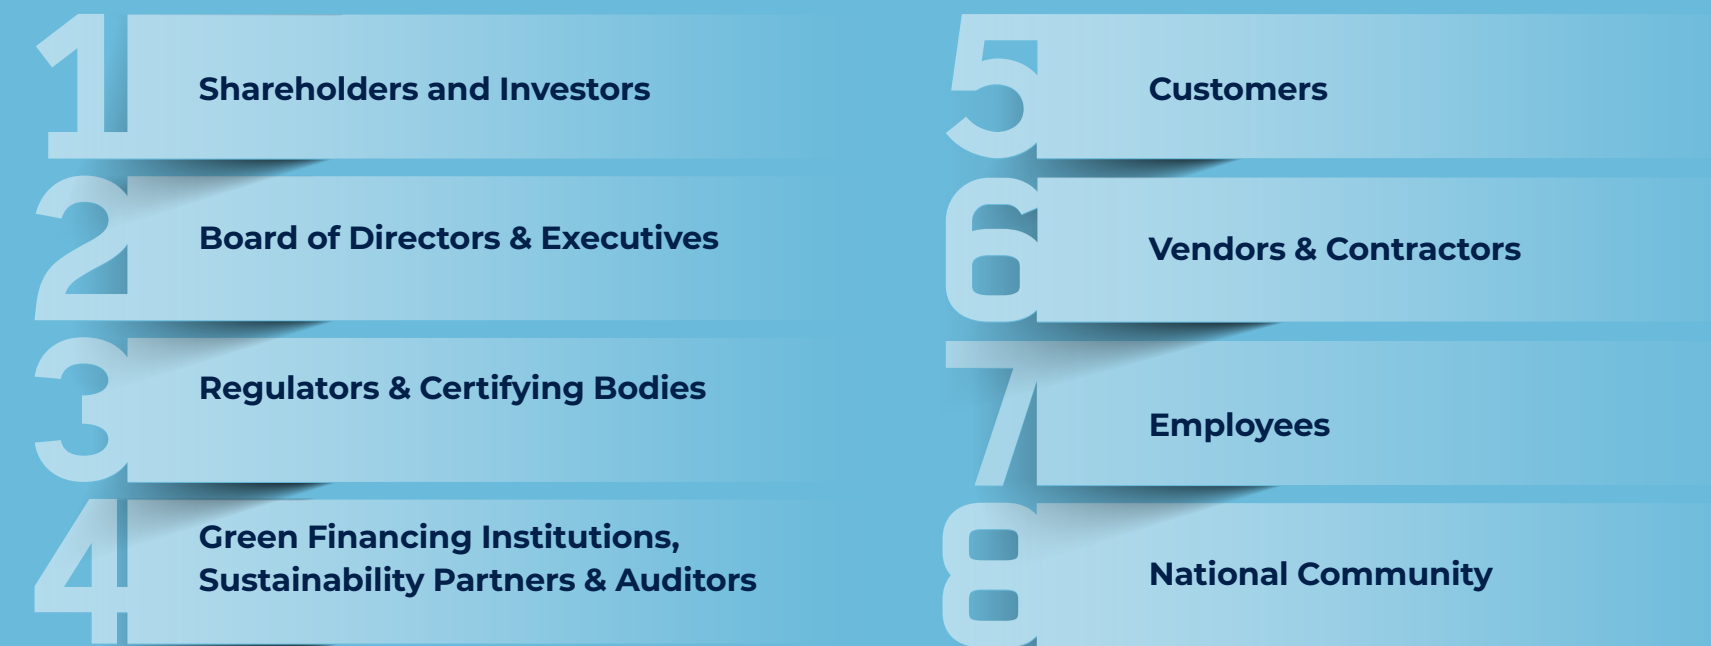 1
Shareholders and Investors
2
Board of Directors & Executives
3
Regulators & Certifying Bodies
4
Green Financing Institutions,
Sustainability Partners & Auditors
5
Customers
6
Vendors & Contractors
7
Employees
8
National Community